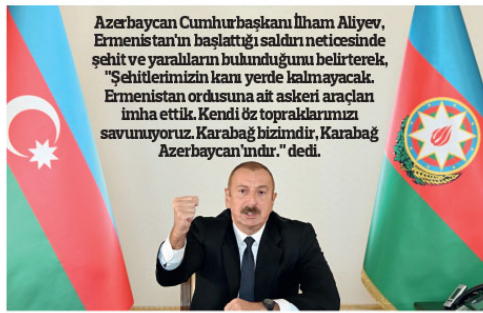 Azerbaycan Cumhurbaşkanı İlham Aliyev,
Ermenistan'ın başlattığı saldırı neticesinde
şehit ve yaralıların bulunduğunu belirterek,
"Şehitlerimizin kanı yerde kalmayacak.
Ermenistan ordusuna ait askeri araçları
imha ettik. Kendi öz topraklarımızı
savunuyoruz. Karabağ bizimdir, Karabağ
Azerbaycan'ındır." dedi.